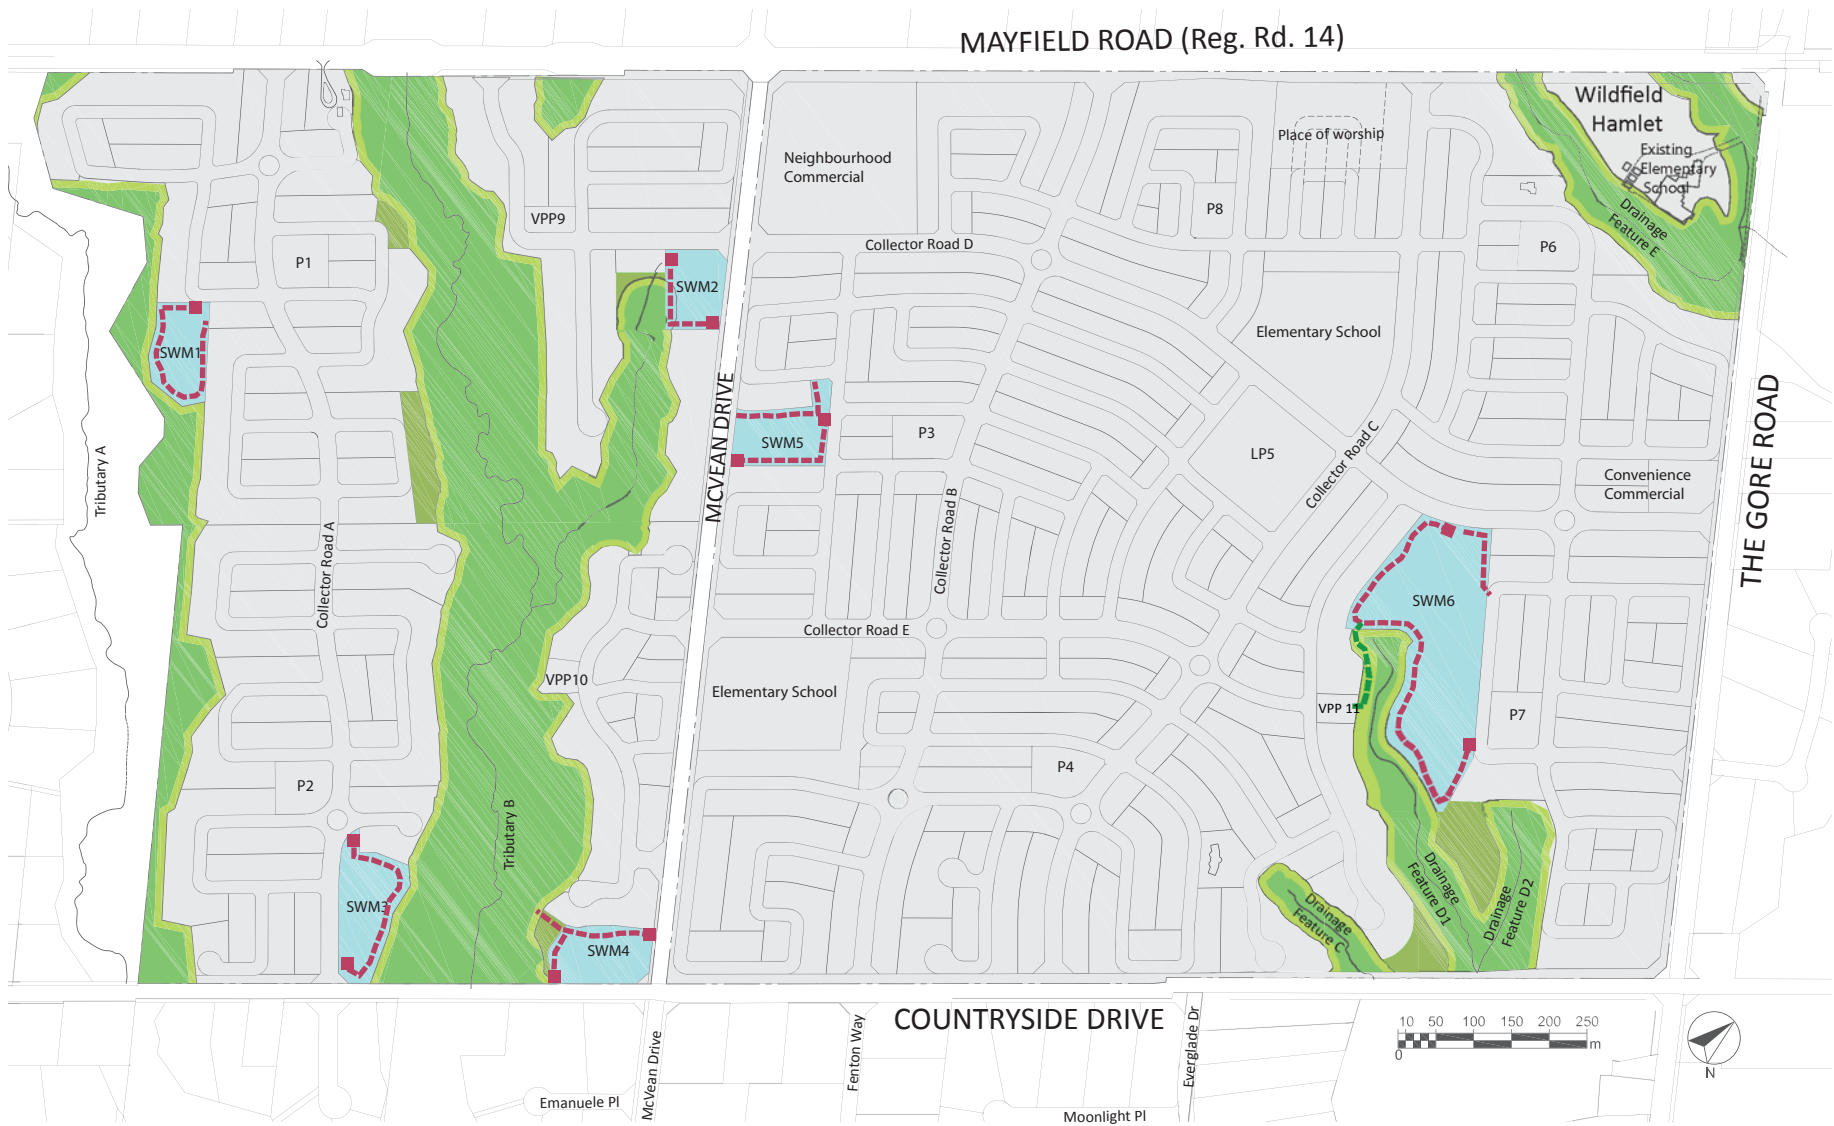 MAYFIELD ROAD (Reg. Rd. 14)
Wildfield
Hamlet
Existing
Elementary
School
Drainage
Feature E
Place of worship
Neighbourhood
Commercial
P8
VPP9
Collector Road D
P6
P1
SWM2
Elementary School
SWM1
MCVEAN DRIVE
THE GORE ROAD
P3
SWM5
LP5
Collector Road C
Convenience
Commercial
Tributary A
Collector Road B
Collector Road A
SWM6
Collector Road E
VPP10
Elementary School
VPP 11
P7
P4
P2
Tributary B
Drainage
Feature D1
Drainage
Feature D2
SWM3
Drainage
Feature C
SWM4
COUNTRYSIDE DRIVE
10 50 100 150 200 250
0
m
N
McVean Drive
Fenton Way
Everglade Dr
Emanuele Pl
Moonlight Pl